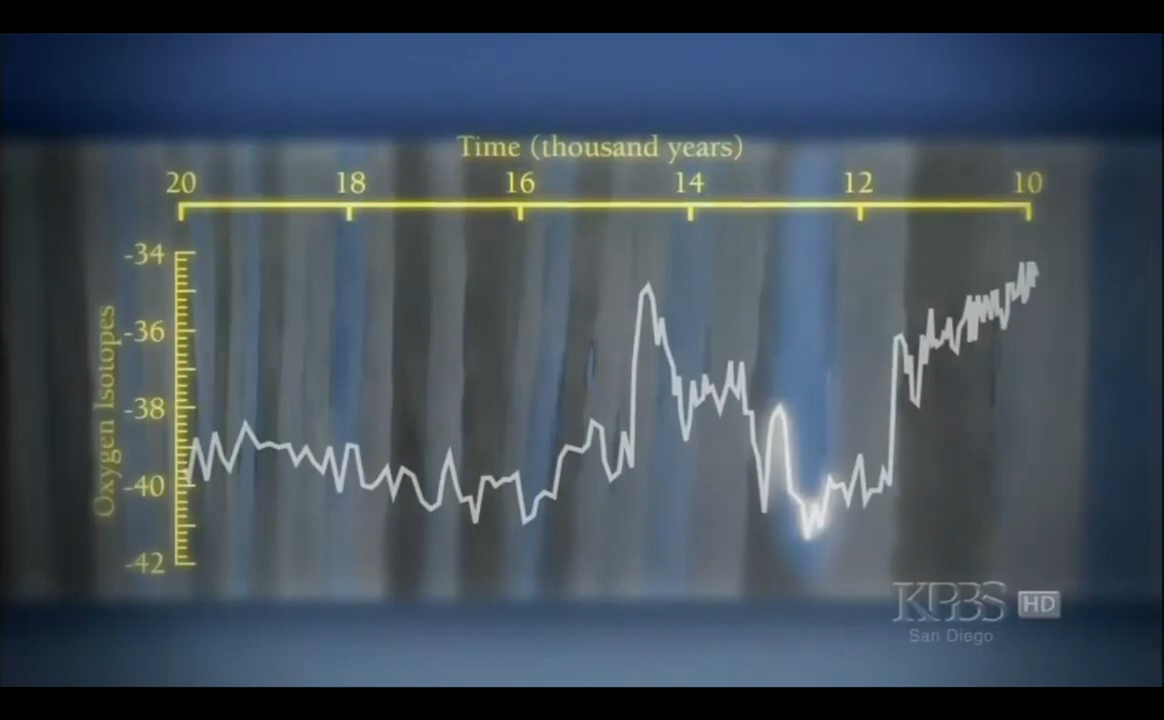 Time (thousand years)
20 18 16 14 12 10
-34
-36
-38
-40
-42
Oxygen Isotopes
KPBS HD
San Diego